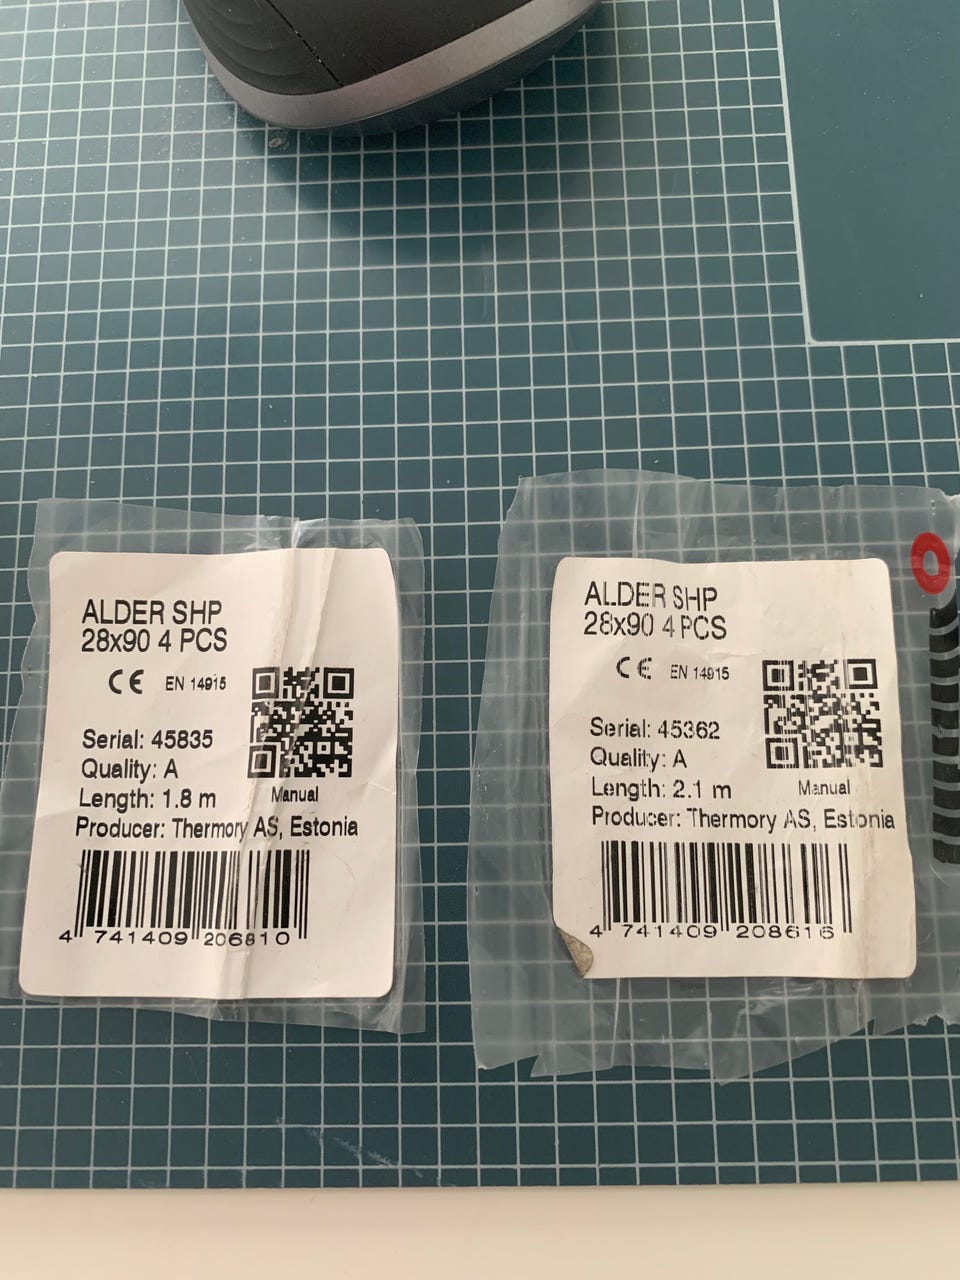 ALDER SHP
28x90 4 PCS
CE EN 14915
Serial: 45835
Quality: A
Length: 1.8 m
Manual
Producer: Thermory AS, Estonia
4 741409 206810
ALDER SHP
28x90 4 PCS
CE EN 14915
Serial: 45362
Quality: A
Length: 2.1 m
Manual
Producer: Thermory AS, Estonia
4 741409 208616